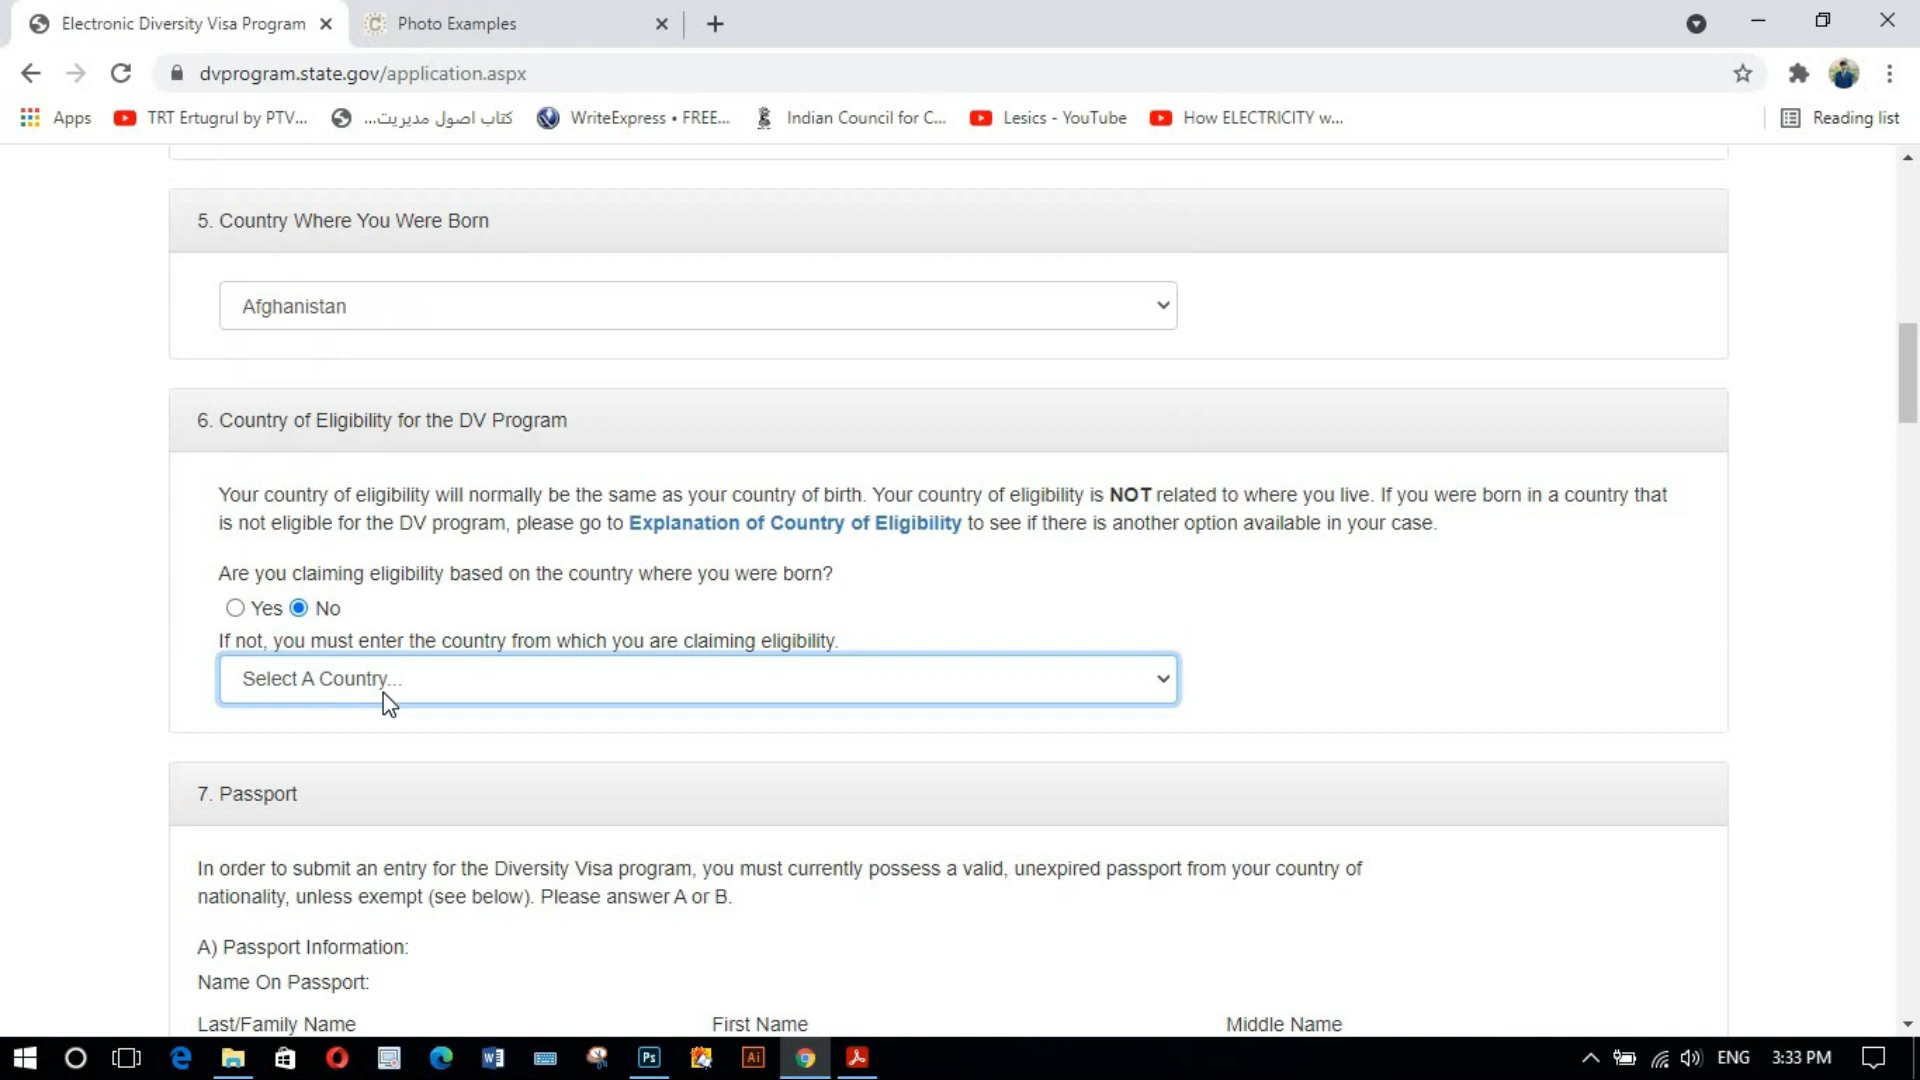 Electronic Diversity Visa Program
Photo Examples
dvprogram.state.gov/application.aspx
Apps
TRT Ertugrul by PTV...
کتاب اصول مدیریت...
WriteExpress • FREE...
Indian Council for C...
Lesics - YouTube
How ELECTRICITY w...
Reading list
5. Country Where You Were Born
Afghanistan
6. Country of Eligibility for the DV Program
Your country of eligibility will normally be the same as your country of birth. Your country of eligibility is NOT related to where you live. If you were born in a country that
is not eligible for the DV program, please go to Explanation of Country of Eligibility to see if there is another option available in your case.
Are you claiming eligibility based on the country where you were born?
Yes No
If not, you must enter the country from which you are claiming eligibility.
Select A Country...
7. Passport
In order to submit an entry for the Diversity Visa program, you must currently possess a valid, unexpired passport from your country of
nationality, unless exempt (see below). Please answer A or B.
A) Passport Information:
Name On Passport:
Last/Family Name First Name Middle Name
Ps
Ai
ENG
3:33 PM